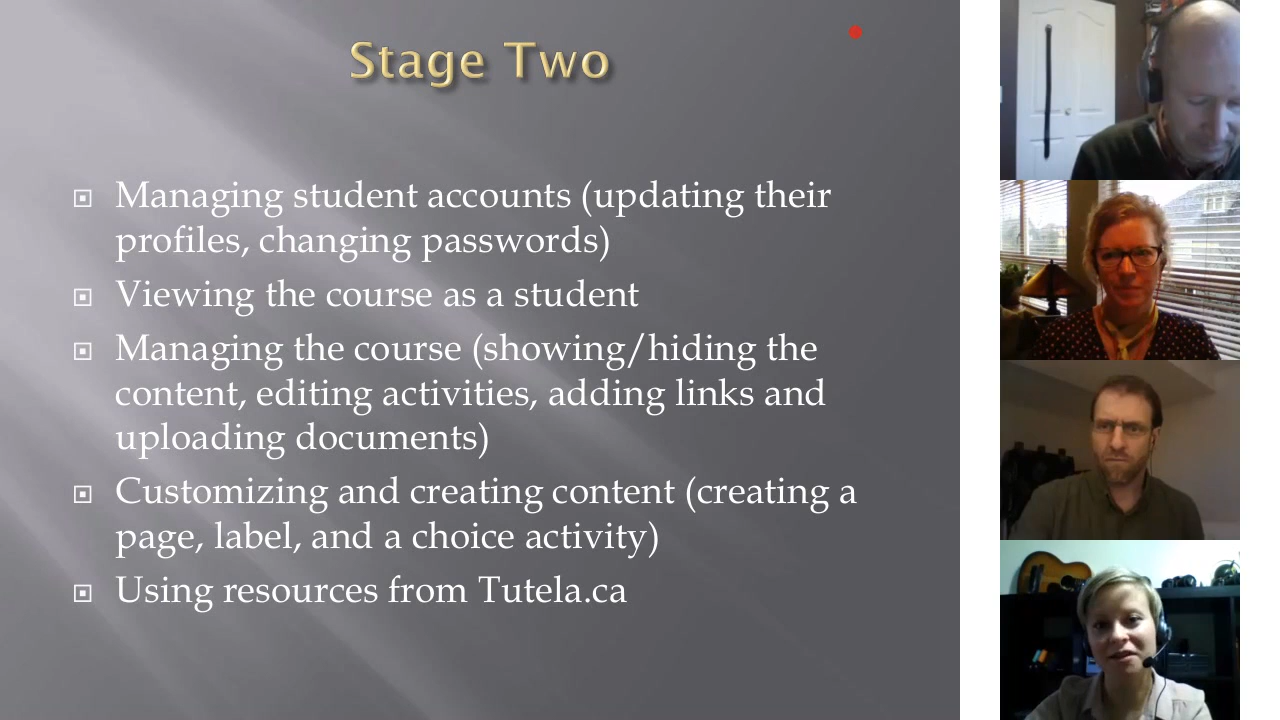 Stage Two
Managing student accounts (updating their
profiles, changing passwords)
Viewing the course as a student
Managing the course (showing/hiding the
content, editing activities, adding links and
uploading documents)
Customizing and creating content (creating a
page, label, and a choice activity)
Using resources from Tutela.ca